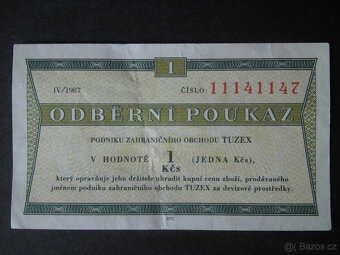 1
IV/1987
ČÍSLO: 11141147
ODBĚRNÍ POUKAZ
PODNIKU ZAHRANIČNÍHO OBCHODU TUZEX
V HODNOTĚ 1 (JEDNA Kčs),
KČS
který opravňuje jeho držitele uhradit kupní cenu zboží, prodávaného
jménem podniku zahraničního obchodu TUZEX za devizové prostředky.
Bazos.cz